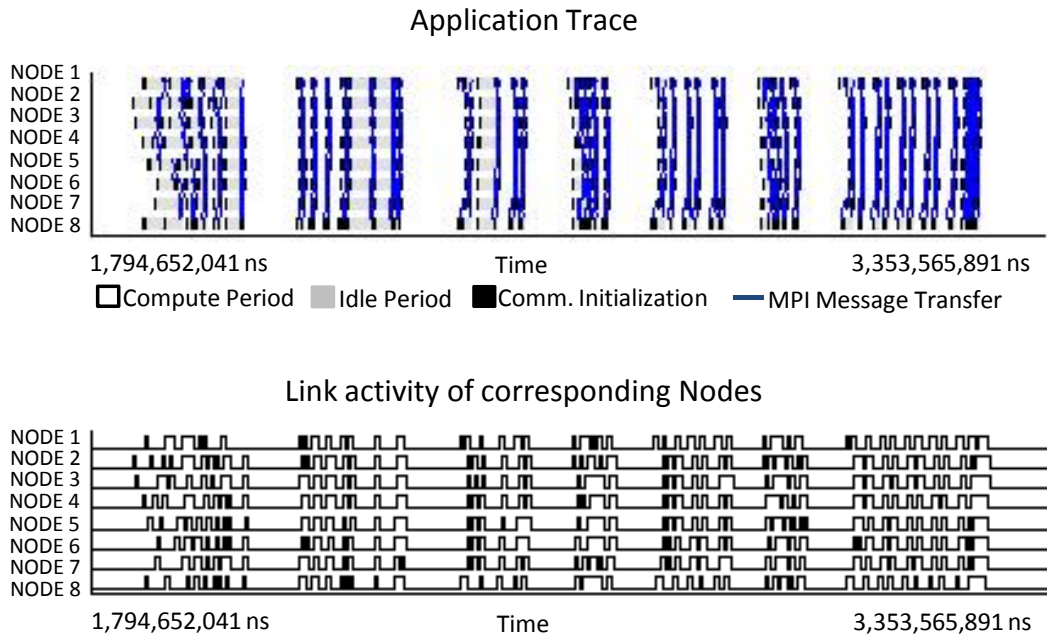 Application Trace
NODE 1
NODE 2
NODE 3
NODE 4
NODE 5
NODE 6
NODE 7
NODE 8
1,794,652,041 ns Time 3,353,565,891 ns
Compute Period Idle Period Comm. Initialization MPI Message Transfer
Link activity of corresponding Nodes
NODE 1
NODE 2
NODE 3
NODE 4
NODE 5
NODE 6
NODE 7
NODE 8
1,794,652,041 ns Time 3,353,565,891 ns